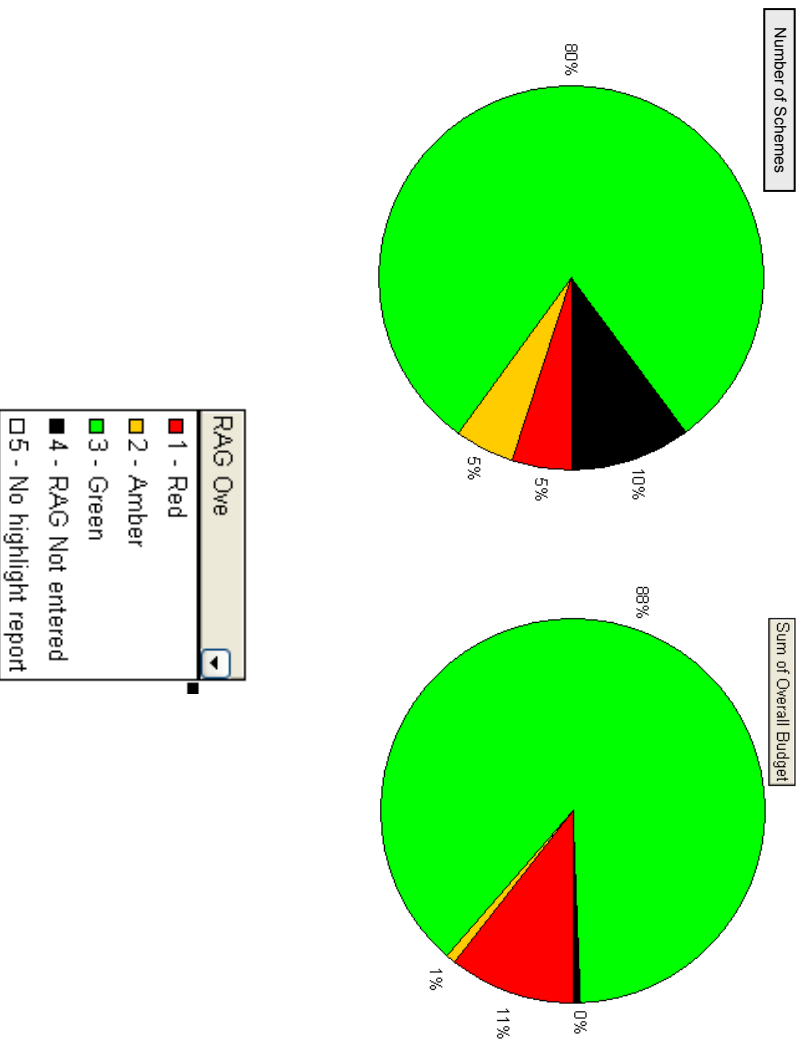 Number of Schemes
80%
10%
5%
5%
Sum of Overall Budget
88%
0%
11%
1%
RAG Ove
1 - Red
2 - Amber
3 - Green
4 - RAG Not entered
5 - No highlight report